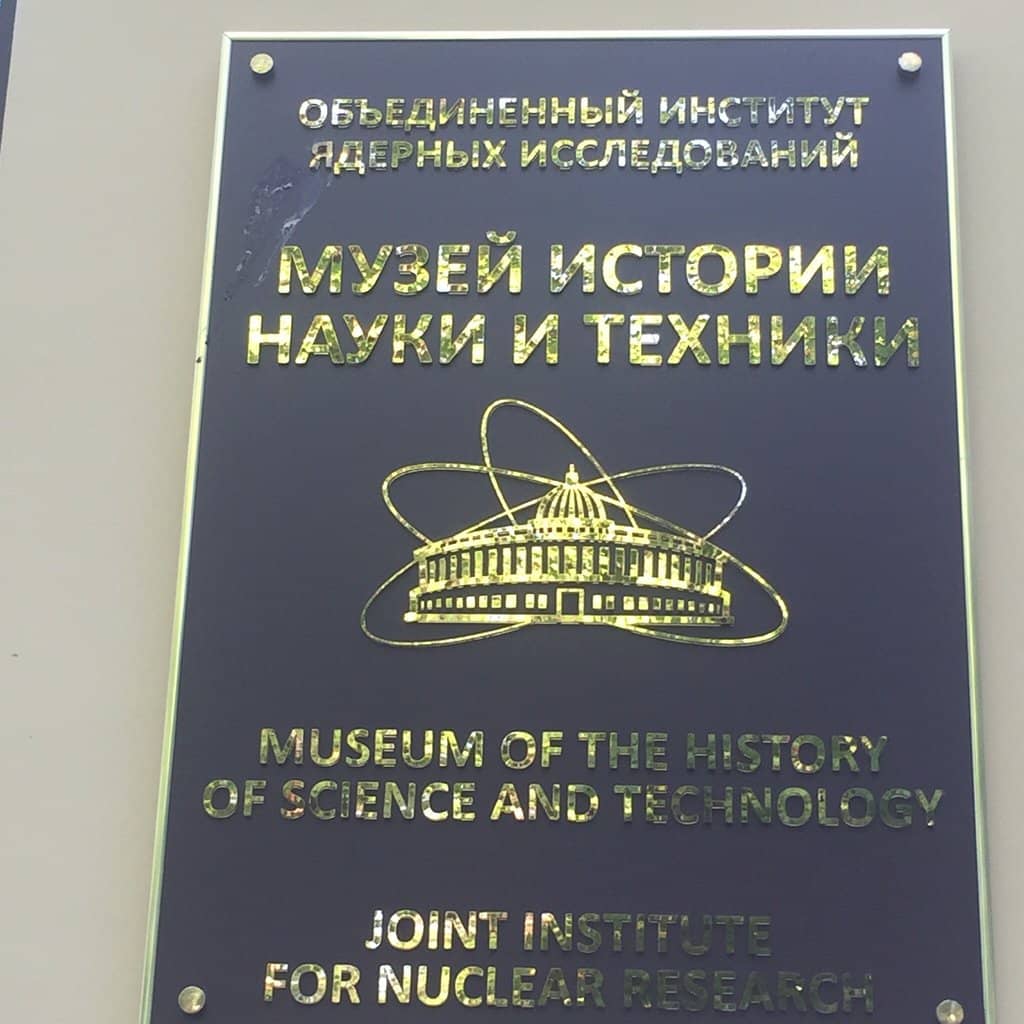 ОБЪЕДИНЕННЫЙ ИНСТИТУТ
ЯДЕРНЫХ ИССЛЕДОВАНИЙ
МУЗЕЙ ИСТОРИИ
НАУКИ И ТЕХНИКИ
MUSEUM OF THE HISTORY
OF SCIENCE AND TECHNOLOGY
JOINT INSTITUTE
FOR NUCLEAR RESEARCH